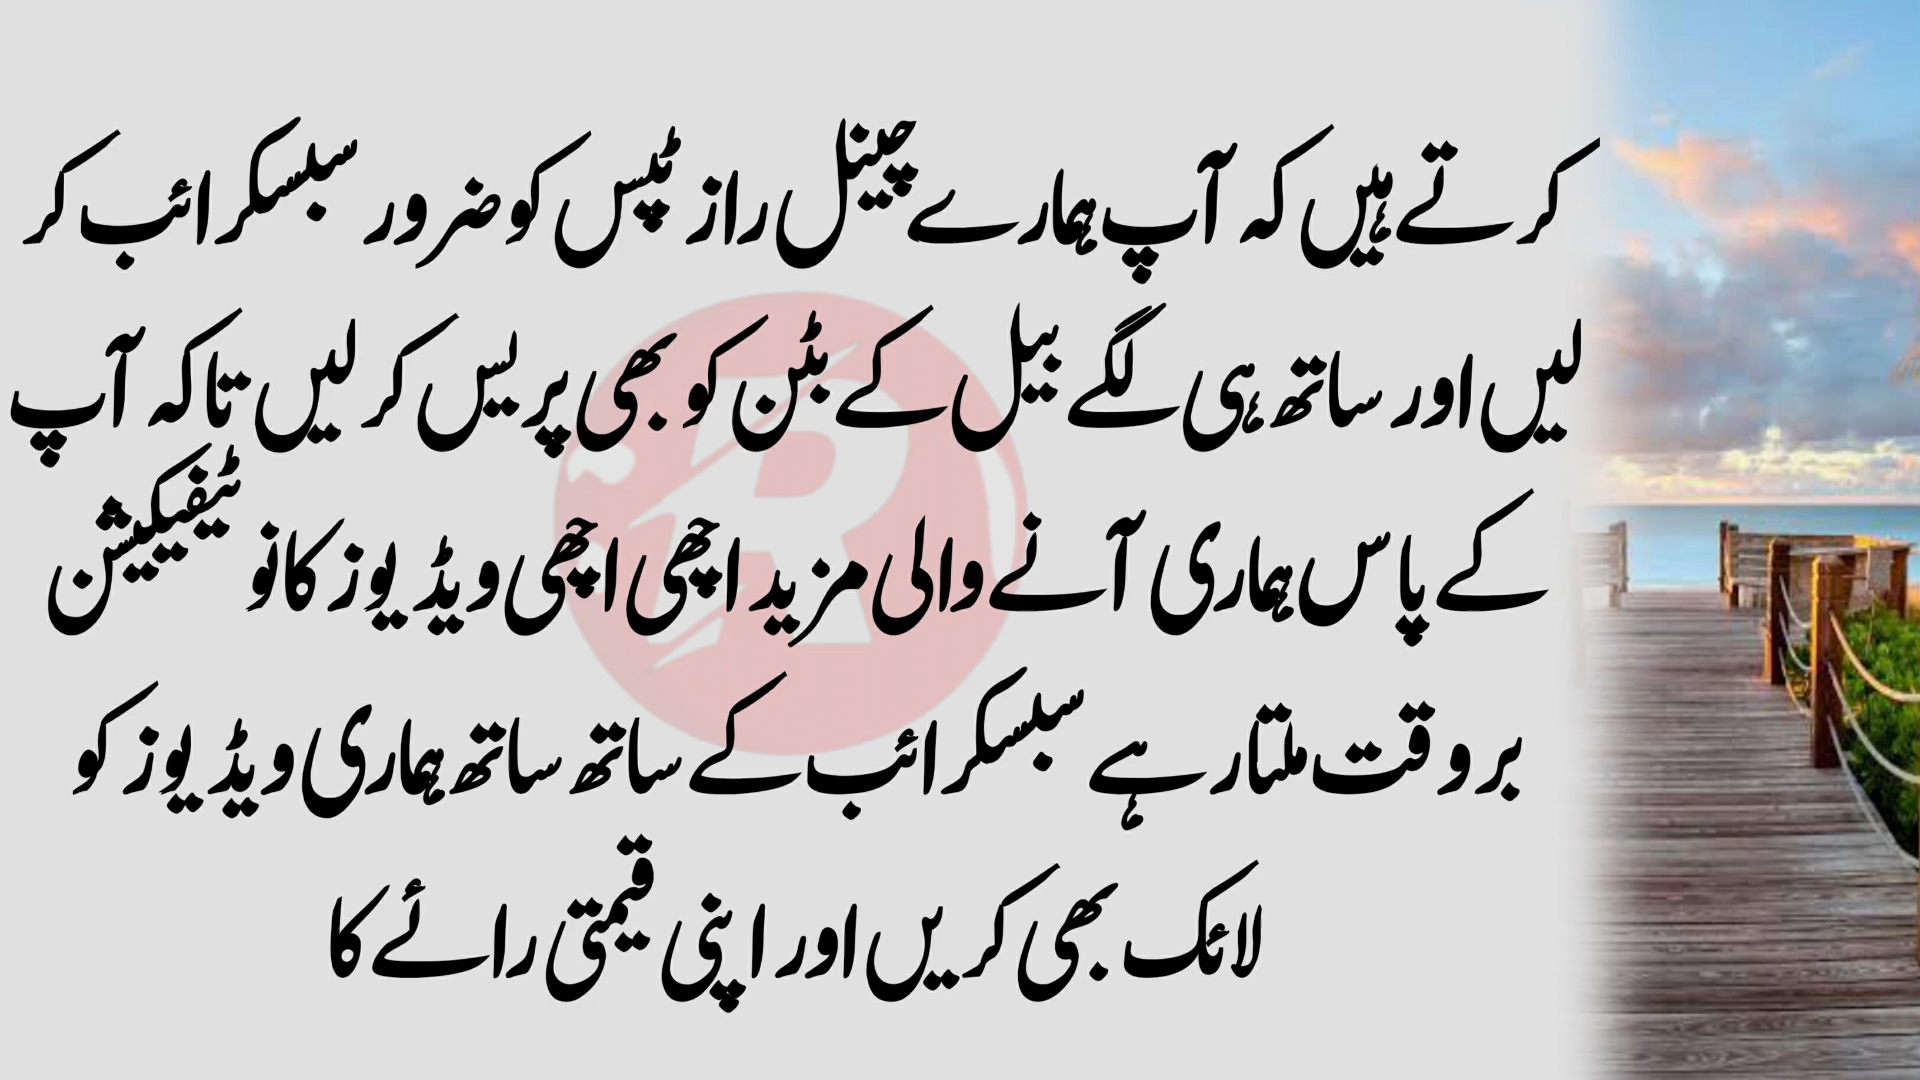 کرتے ہیں کہ آپ ہمارے چینل راز ٹپس کو ضرور سبسکرائب کر
لیں اور ساتھ ہی لگے بیل کے بٹن کو بھی پریس کر لیں تاکہ آپ
کے پاس ہماری آنے والی مزید اچھی اچھی ویڈیوز کا نوٹیفیکیشن
بروقت ملتا رہے سبسکرائب کے ساتھ ساتھ ہماری ویڈیوز کو
لائک بھی کریں اور اپنی قیمتی رائے کا
R